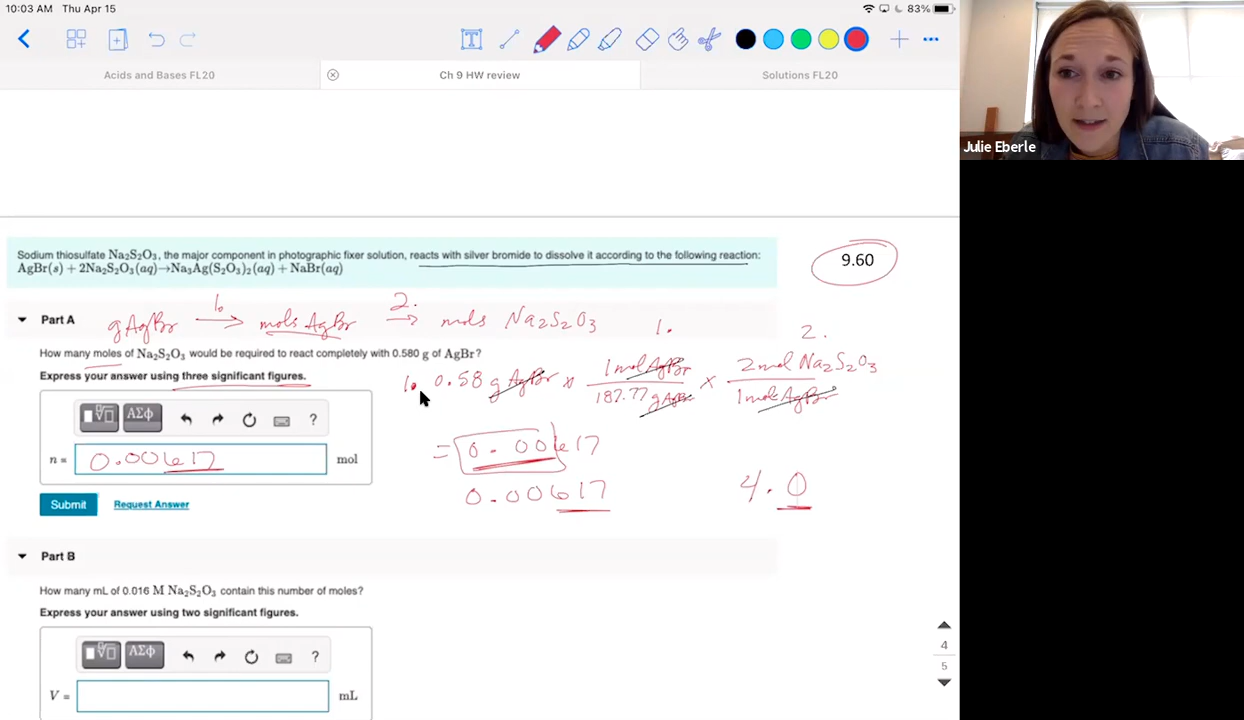 10:03 AM Thu Apr 15
83%
Acids and Bases FL20
Ch 9 HW review
Solutions FL20
Julie Eberle
Sodium thiosulfate Na₂S₂O₃, the major component in photographic fixer solution, reacts with silver bromide to dissolve it according to the following reaction:
AgBr(s) + 2Na₂S₂O₃(aq)→Na₃Ag(S₂O₃)₂(aq) + NaBr(aq)
9.60
Part A
1. 2.
g AgBr → mols AgBr → mols Na₂S₂O₃
How many moles of Na₂S₂O₃ would be required to react completely with 0.580 g of AgBr?
Express your answer using three significant figures.
1. 2.
1. 0.58 g AgBr x 1mol AgBr x 2mol Na₂S₂O₃
187.77 g AgBr 1mol AgBr
ΑΣφ
?
n = 0.00617 mol
= 0.00617
0.00617
4.0
Submit
Request Answer
Part B
How many mL of 0.016 M Na₂S₂O₃ contain this number of moles?
Express your answer using two significant figures.
ΑΣφ
?
V = mL
4
5